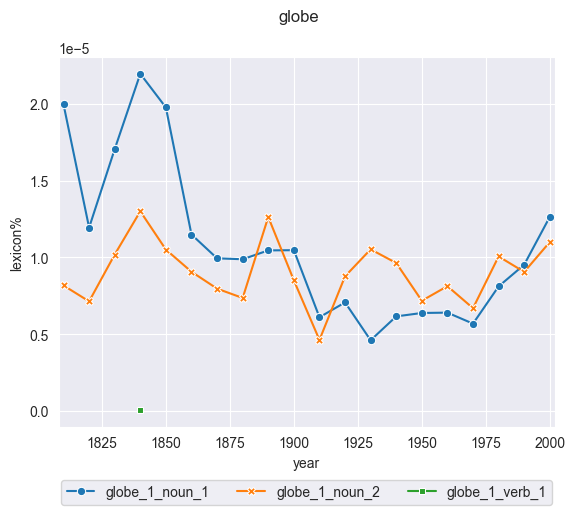 globe
1e−5
2.0
1.5
1.0
0.5
0.0
lexicon%
1825 1850 1875 1900 1925 1950 1975 2000
year
globe_1_noun_1 globe_1_noun_2 globe_1_verb_1